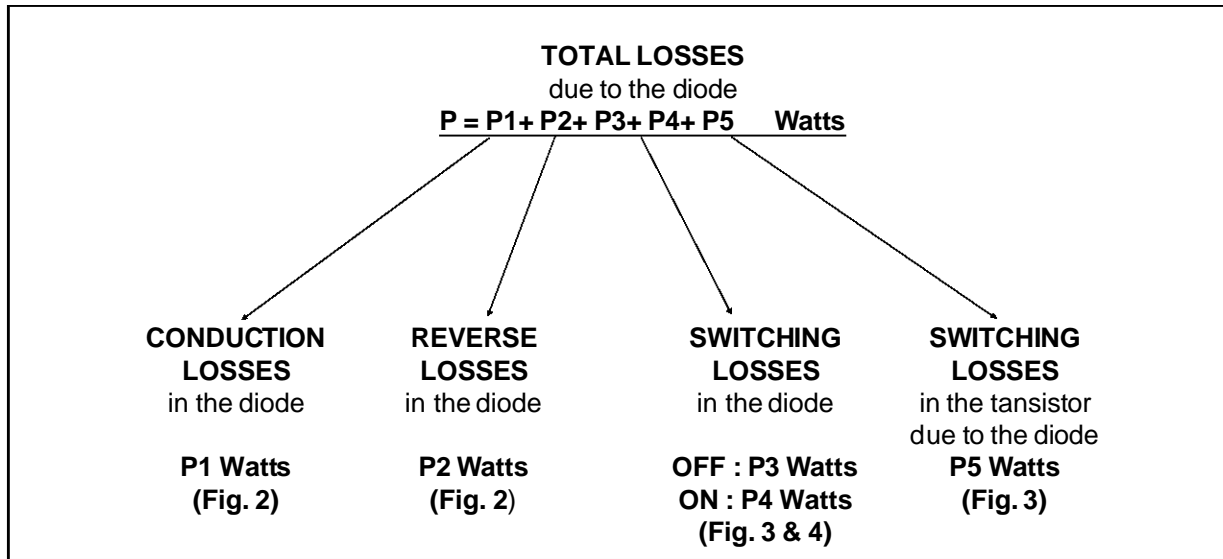 TOTAL LOSSES
due to the diode
P = P1+ P2+ P3+ P4+ P5 Watts
CONDUCTION
LOSSES
in the diode
P1 Watts
(Fig. 2)
REVERSE
LOSSES
in the diode
P2 Watts
(Fig. 2)
SWITCHING
LOSSES
in the diode
OFF : P3 Watts
ON : P4 Watts
(Fig. 3 & 4)
SWITCHING
LOSSES
in the tansistor
due to the diode
P5 Watts
(Fig. 3)